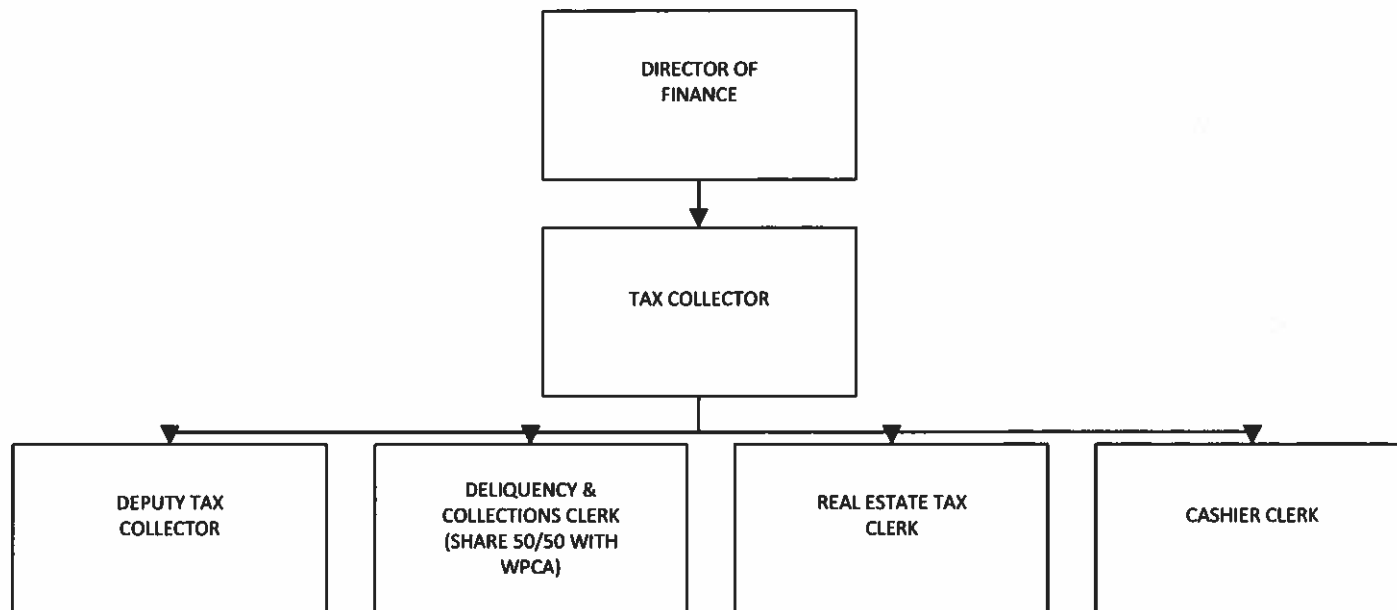 DIRECTOR OF
FINANCE
TAX COLLECTOR
DEPUTY TAX
COLLECTOR
DELIQUENCY &
COLLECTIONS CLERK
(SHARE 50/50 WITH
WPCA)
REAL ESTATE TAX
CLERK
CASHIER CLERK